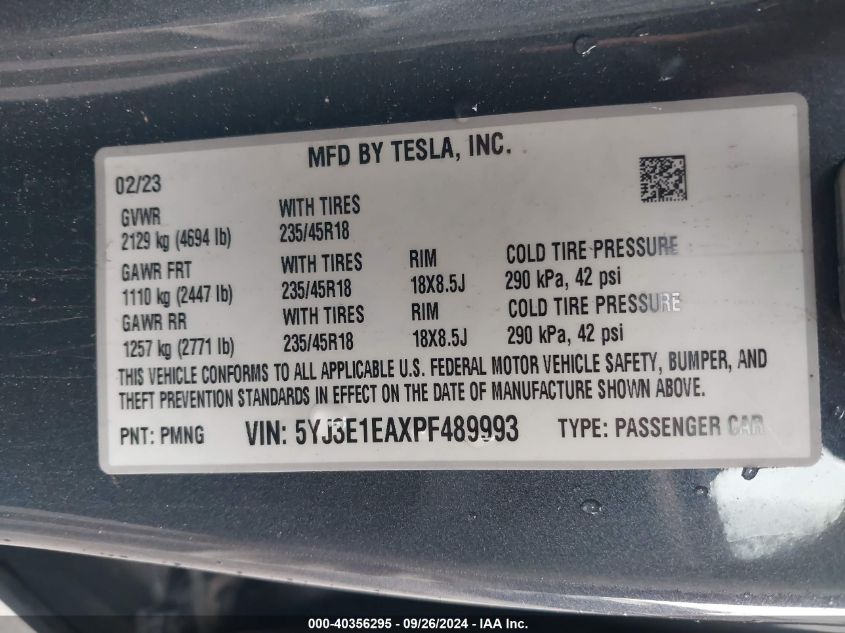 MFD BY TESLA, INC.
02/23
GVWR WITH TIRES
2129 kg (4694 lb) 235/45R18
GAWR FRT WITH TIRES RIM COLD TIRE PRESSURE
1110 kg (2447 lb) 235/45R18 18X8.5J 290 kPa, 42 psi
GAWR RR WITH TIRES RIM COLD TIRE PRESSURE
1257 kg (2771 lb) 235/45R18 18X8.5J 290 kPa, 42 psi
THIS VEHICLE CONFORMS TO ALL APPLICABLE U.S. FEDERAL MOTOR VEHICLE SAFETY, BUMPER, AND
THEFT PREVENTION STANDARDS IN EFFECT ON THE DATE OF MANUFACTURE SHOWN ABOVE.
PNT: PMNG VIN: 5YJ3E1EAXPF489993 TYPE: PASSENGER CAR
000-40356295 - 09/26/2024 - IAAI, Inc.